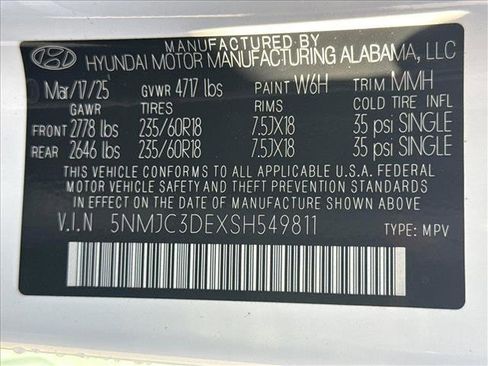 MANUFACTURED BY
HYUNDAI MOTOR MANUFACTURING ALABAMA, LLC
Mar/17/25 GVWR 4717 lbs PAINT W6H TRIM MMH
GAWR TIRES RIMS COLD TIRE INFL
FRONT 2778 lbs 235/60R18 7.5JX18 35 psi SINGLE
REAR 2646 lbs 235/60R18 7.5JX18 35 psi SINGLE
THIS VEHICLE CONFORMS TO ALL APPLICABLE U.S.A. FEDERAL
MOTOR VEHICLE SAFETY CONFORMS AND THEFT PREVENTION STANDARDS
IN EFFECT ON THE DATE OF MANUFACTURE SHOWN ABOVE.
V.I.N 5NMJC3DEXSH549811 TYPE: MPV